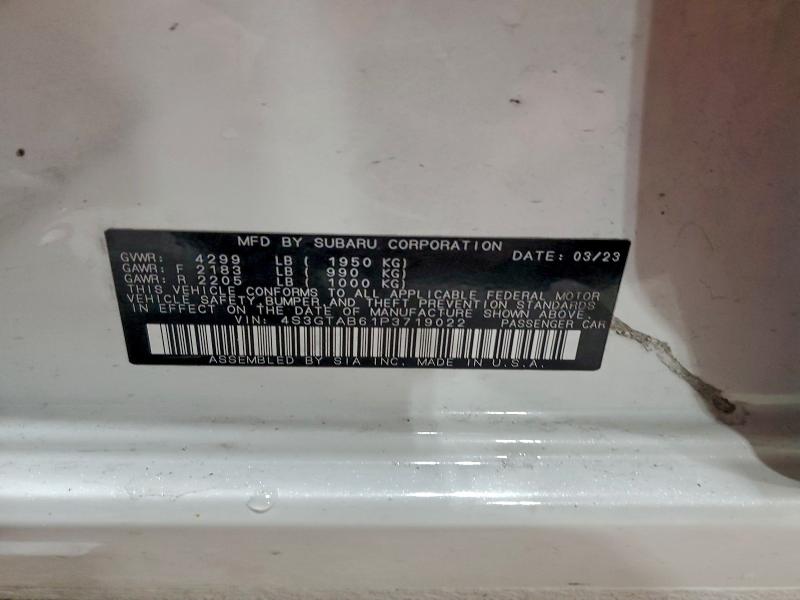 MFD BY SUBARU CORPORATION DATE: 03/23
GVWR: 4299 LB ( 1950 KG)
GAWR: F 2183 LB ( 990 KG)
GAWR: R 2205 LB ( 1000 KG)
THIS VEHICLE CONFORMS TO ALL APPLICABLE FEDERAL MOTOR
VEHICLE SAFETY BUMPER AND THEFT PREVENTION STANDARDS
IN EFFECT ON THE DATE OF MANUFACTURE SHOWN ABOVE.
VIN: 4S3GTAB61P3719022 PASSENGER CAR
ASSEMBLED BY SIA INC. MADE IN U.S.A.